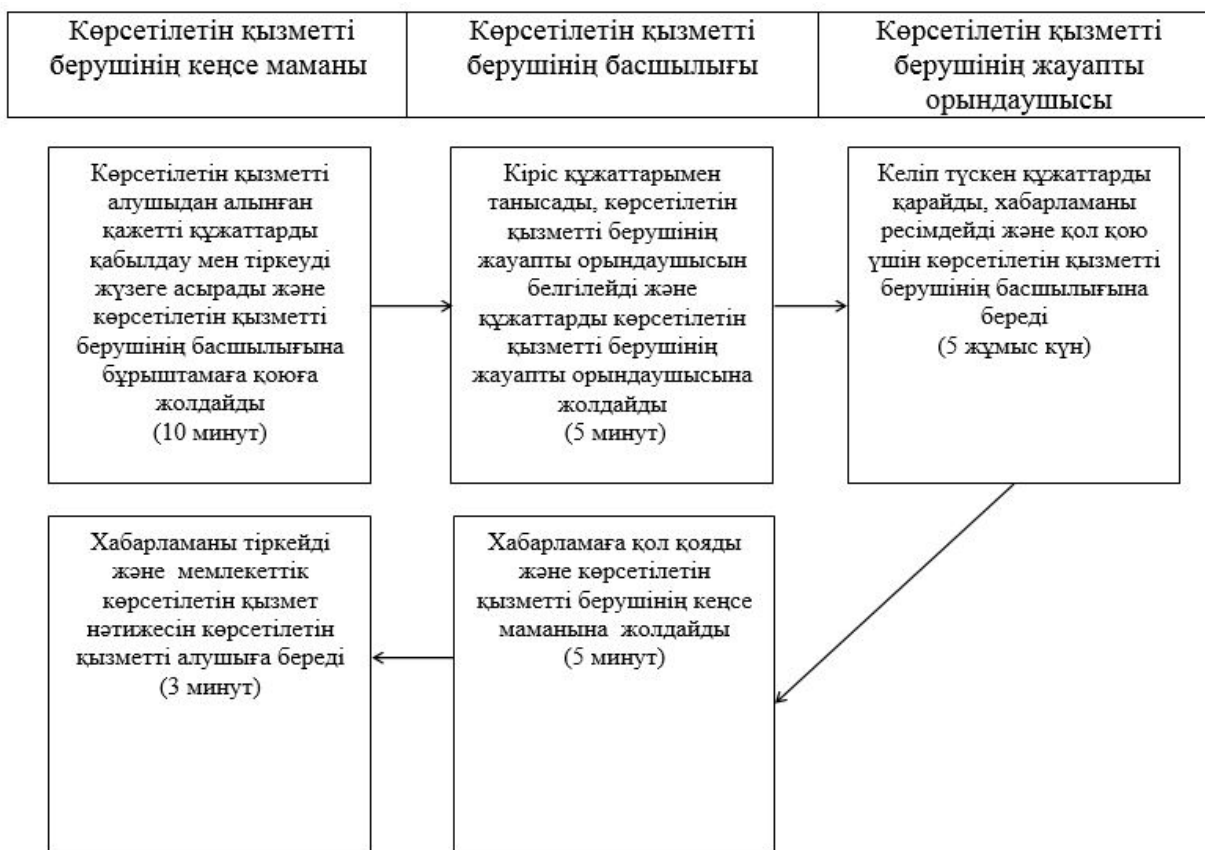 Көрсетілетін қызметті
берушінің кеңсе маманы
Көрсетілетін қызметті
берушінің басшылығы
Көрсетілетін қызметті
берушінің жауапты
орындаушысы
Көрсетілетін қызметті
алушыдан алынған
қажетті құжаттарды
қабылдау мен тіркеуді
жүзеге асырады және
көрсетілетін қызметті
берушінің басшылығына
бұрыштамаға қоюға
жолдайды
(10 минут)
Кіріс құжаттарымен
танысады, көрсетілетін
қызметті берушінің
жауапты орындаушысын
белгілейді және
құжаттарды көрсетілетін
қызметті берушінің
жауапты орындаушысына
жолдайды
(5 минут)
Келіп түскен құжаттарды
қарайды, хабарламаны
ресімдейді және қол қою
үшін көрсетілетін қызметті
берушінің басшылығына
береді
(5 жұмыс күн)
Хабарламаны тіркейді
және  мемлекеттік
көрсетілетін қызмет
нәтижесін көрсетілетін
қызметті алушыға береді
(3 минут)
Хабарламаға қол қояды
және көрсетілетін
қызметті берушінің кеңсе
маманына  жолдайды
(5 минут)